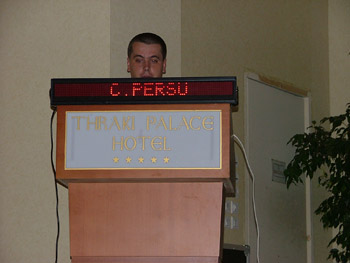 C.PERSU
THRAKI PALACE
HOTEL
★★★★★